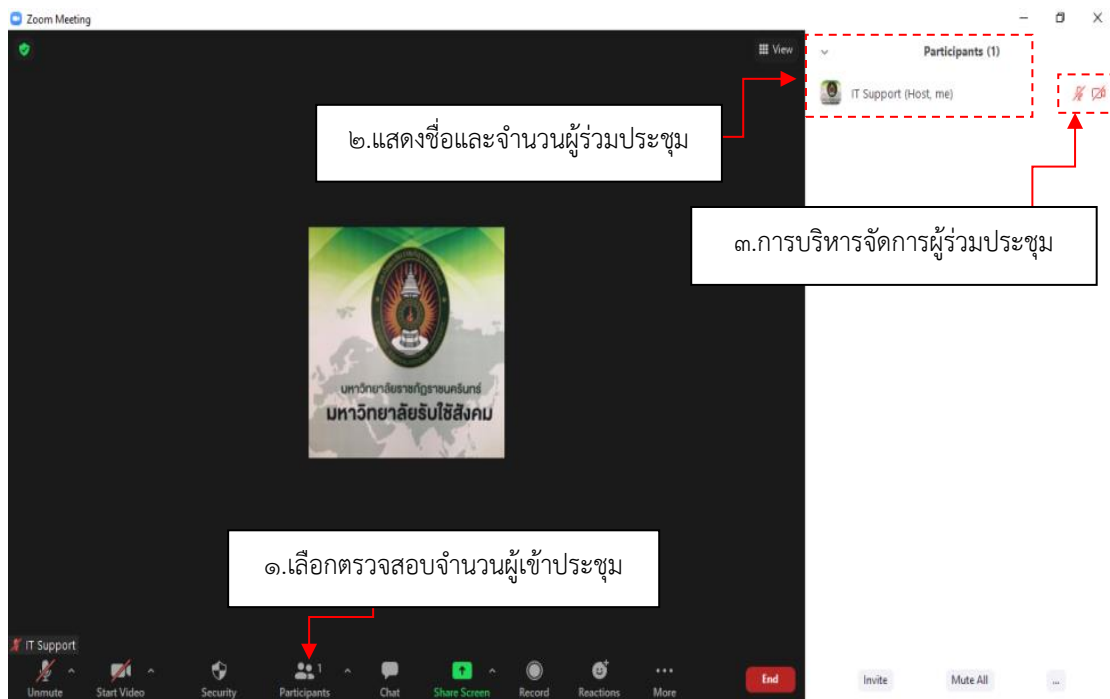 Zoom Meeting
View
Participants (1)
IT Support (Host, me)
๒.แสดงชื่อและจำนวนผู้ร่วมประชุม
๓.การบริหารจัดการผู้ร่วมประชุม
มหาวิทยาลัยราชภัฏราชนครินทร์
มหาวิทยาลัยรับใช้สังคม
๑.เลือกตรวจสอบจำนวนผู้เข้าประชุม
IT Support
1
Unmute Start Video Security Participants Chat Share Screen Record Reactions More End
Invite Mute All ...